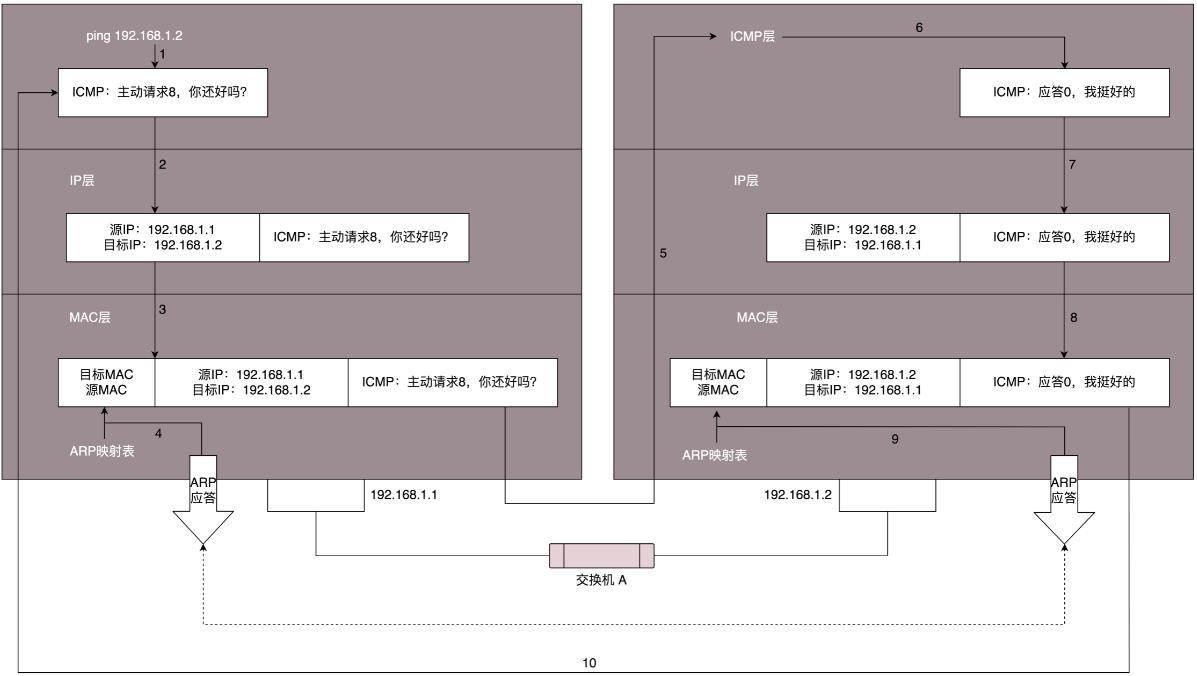 ping 192.168.1.2
1
ICMP：主动请求8，你还好吗？
2
IP层
源IP：192.168.1.1
目标IP：192.168.1.2
ICMP：主动请求8，你还好吗？
3
MAC层
目标MAC
源MAC
源IP：192.168.1.1
目标IP：192.168.1.2
ICMP：主动请求8，你还好吗？
4
ARP映射表
ARP
应答
192.168.1.1
5
ICMP层
6
ICMP：应答0，我挺好的
7
IP层
源IP：192.168.1.2
目标IP：192.168.1.1
ICMP：应答0，我挺好的
8
MAC层
目标MAC
源MAC
源IP：192.168.1.2
目标IP：192.168.1.1
ICMP：应答0，我挺好的
9
ARP映射表
ARP
应答
192.168.1.2
交换机 A
10